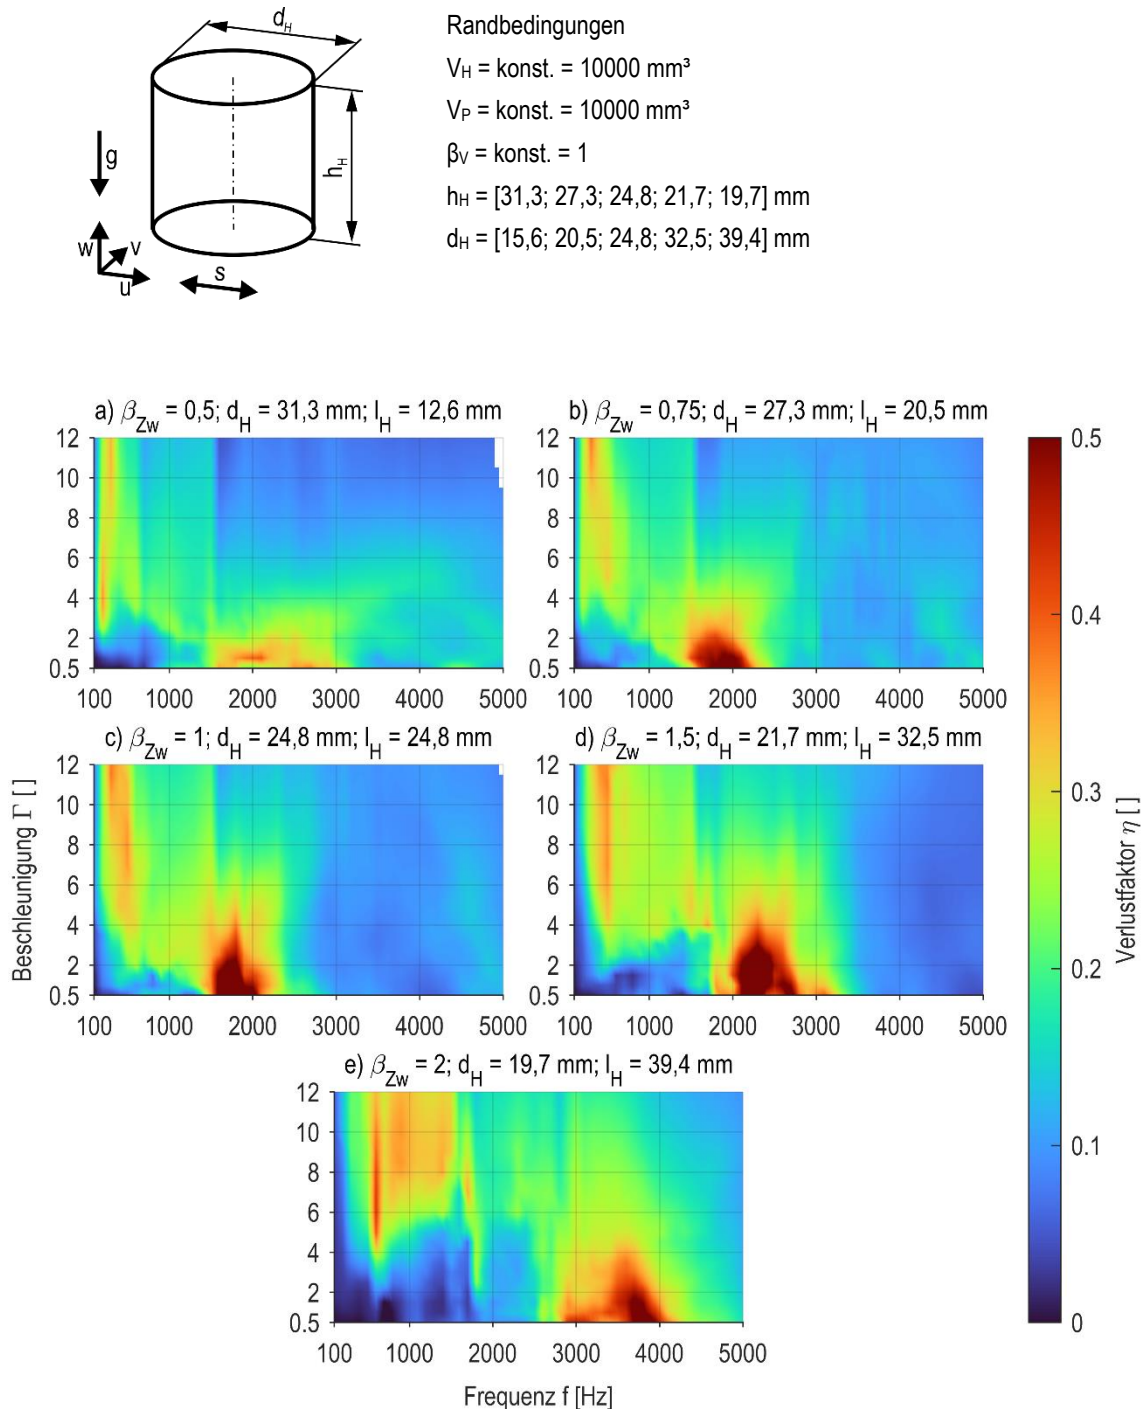 d_H
Randbedingungen
V_H = konst. = 10000 mm³
V_P = konst. = 10000 mm³
β_V = konst. = 1
h_H = [31,3; 27,3; 24,8; 21,7; 19,7] mm
d_H = [15,6; 20,5; 24,8; 32,5; 39,4] mm
g
h_H
w
v
u
s
a) β_Zw = 0,5; d_H = 31,3 mm; l_H = 12,6 mm
b) β_Zw = 0,75; d_H = 27,3 mm; l_H = 20,5 mm
12
10
8
6
4
2
0.5
100 1000 2000 3000 4000 5000
12
10
8
6
4
2
0.5
100 1000 2000 3000 4000 5000
c) β_Zw = 1; d_H = 24,8 mm; l_H = 24,8 mm
d) β_Zw = 1,5; d_H = 21,7 mm; l_H = 32,5 mm
12
10
8
6
4
2
0.5
100 1000 2000 3000 4000 5000
12
10
8
6
4
2
0.5
100 1000 2000 3000 4000 5000
e) β_Zw = 2; d_H = 19,7 mm; l_H = 39,4 mm
12
10
8
6
4
2
0.5
100 1000 2000 3000 4000 5000
Beschleunigung Γ [ ]
Frequenz f [Hz]
0.5
0.4
0.3
0.2
0.1
0
Verlustfaktor η [ ]